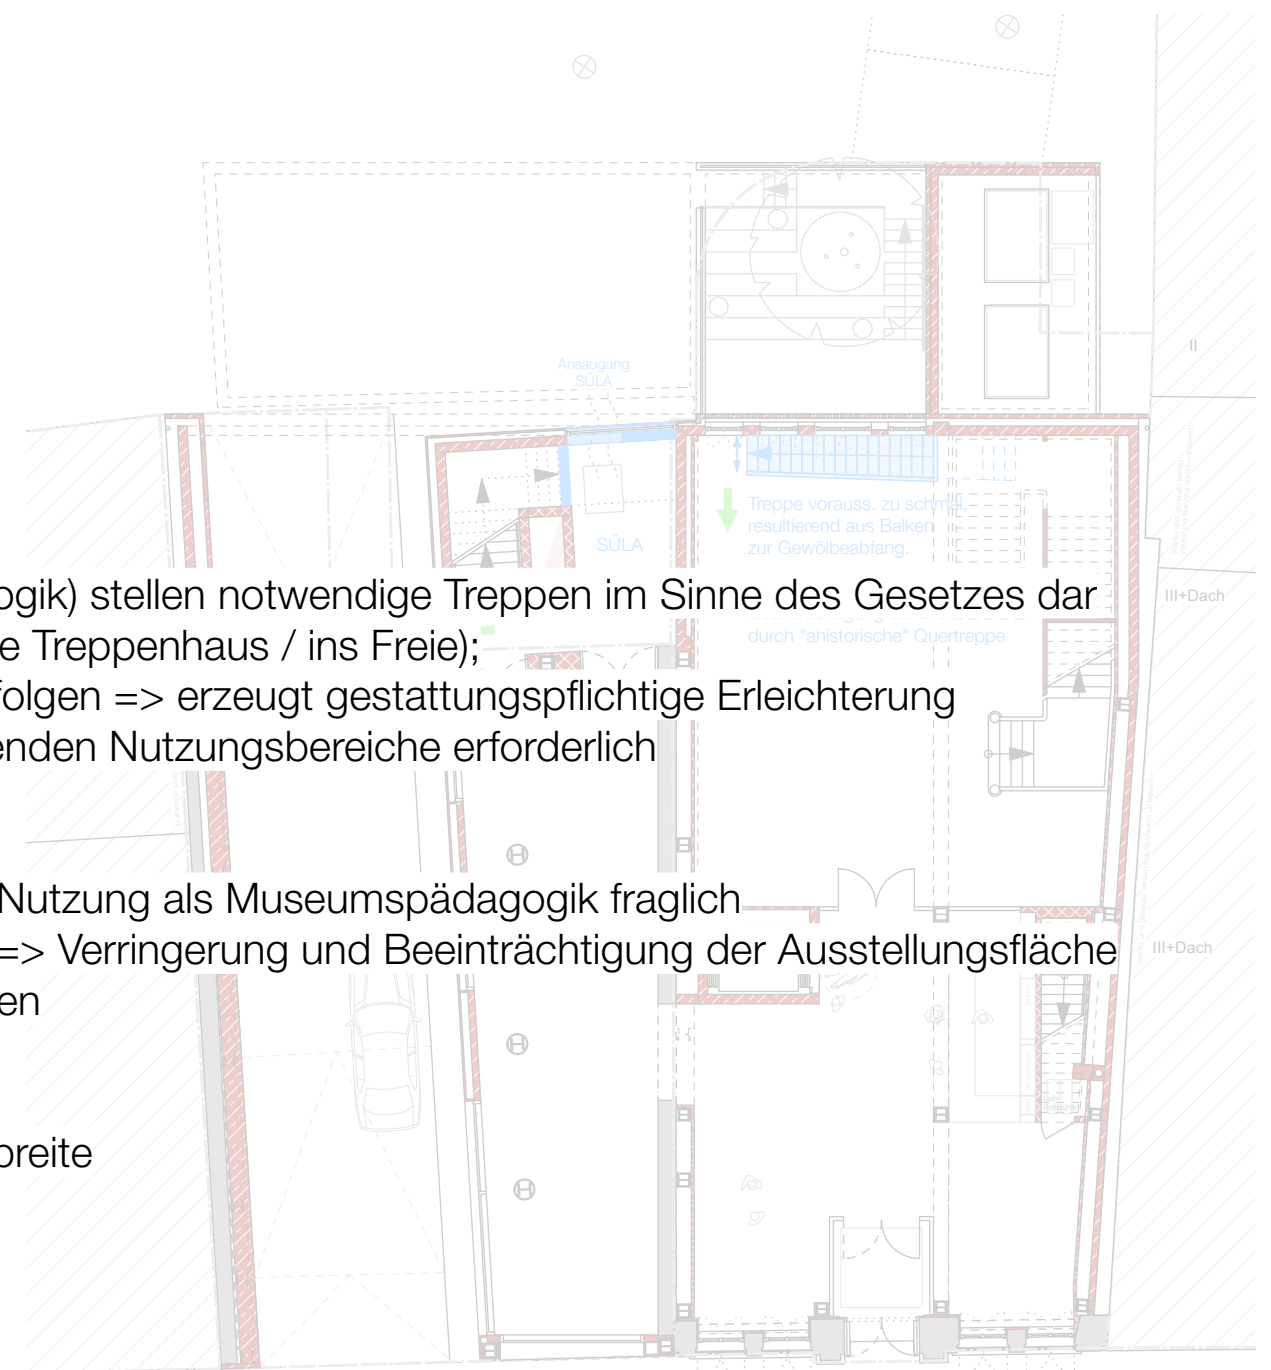 Ansaugung
SÜLA
II
Treppe vorauss. zu schmal,
resultierend aus Balken
zur Gewölbeabfang.
SÜLA
ogik) stellen notwendige Treppen im Sinne des Gesetzes dar
III+Dach
durch "ahistorische" Quertreppe
e Treppenhaus / ins Freie);
folgen => erzeugt gestattungspflichtige Erleichterung
enden Nutzungsbereiche erforderlich
Nutzung als Museumspädagogik fraglich
=> Verringerung und Beeinträchtigung der Ausstellungsfläche
III+Dach
en
breite